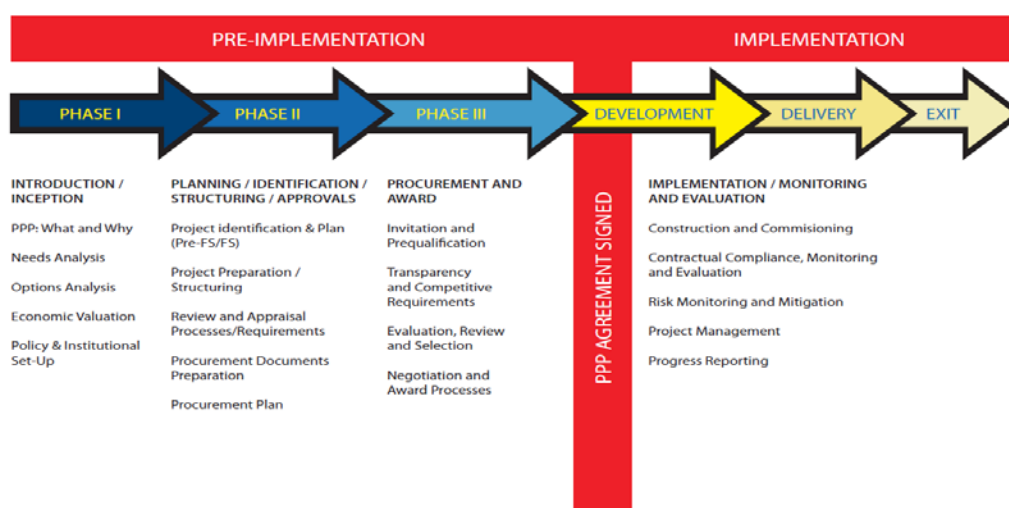 PRE-IMPLEMENTATION
IMPLEMENTATION
PHASE I
PHASE II
PHASE III
DEVELOPMENT
DELIVERY
EXIT
INTRODUCTION /
INCEPTION
PPP: What and Why
Needs Analysis
Options Analysis
Economic Valuation
Policy & Institutional
Set-Up
PLANNING / IDENTIFICATION /
STRUCTURING / APPROVALS
Project identification & Plan
(Pre-FS/FS)
Project Preparation /
Structuring
Review and Appraisal
Processes/Requirements
Procurement Documents
Preparation
Procurement Plan
PROCUREMENT AND
AWARD
Invitation and
Prequalification
Transparency
and Competitive
Requirements
Evaluation, Review
and Selection
Negotiation and
Award Processes
PPP AGREEMENT SIGNED
IMPLEMENTATION / MONITORING
AND EVALUATION
Construction and Commisioning
Contractual Compliance, Monitoring
and Evaluation
Risk Monitoring and Mitigation
Project Management
Progress Reporting